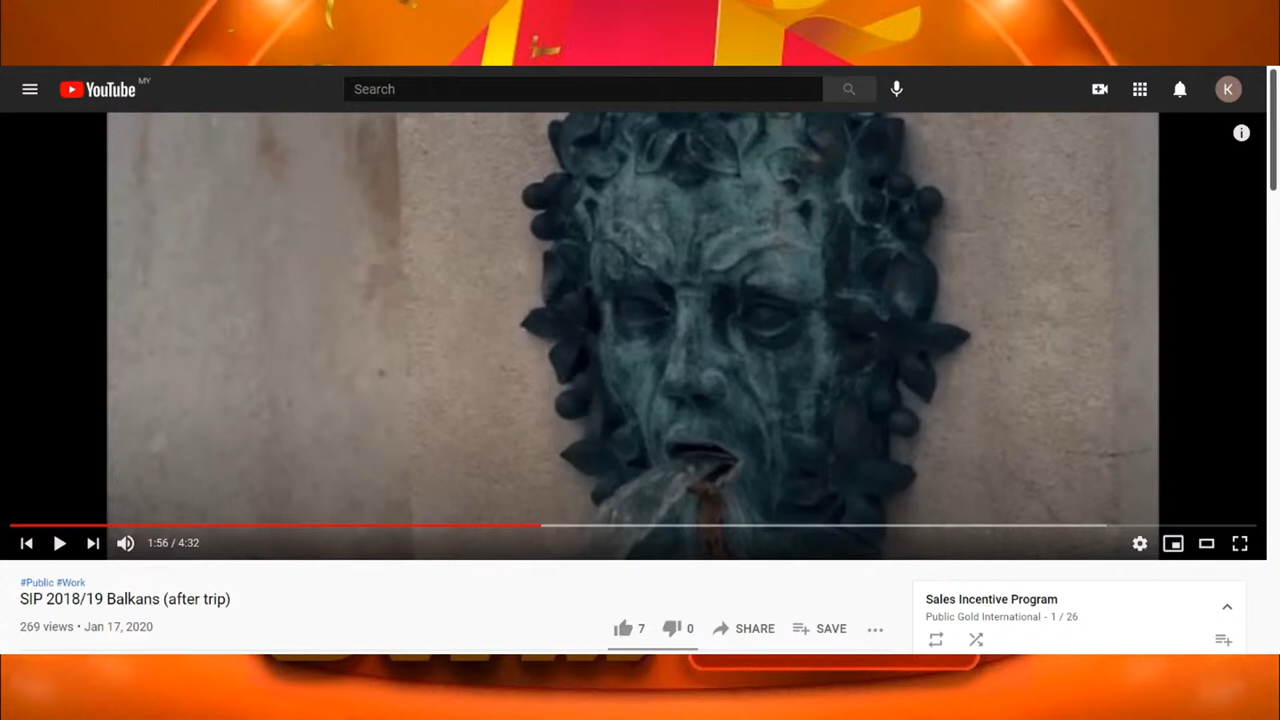 YouTube MY
Search
K
1:56 / 4:32
#Public #Work
SIP 2018/19 Balkans (after trip)
269 views • Jan 17, 2020
7
0
SHARE
SAVE
Sales Incentive Program
Public Gold International - 1 / 26